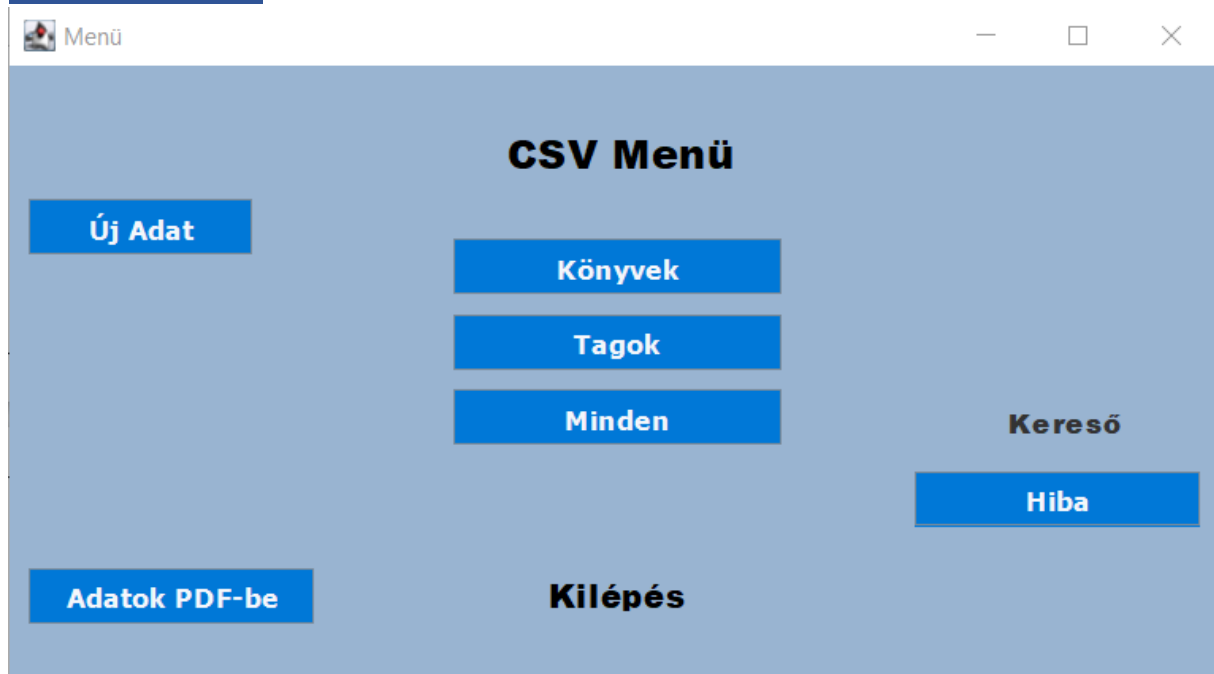 Menü
CSV Menü
Új Adat
Könyvek
Tagok
Minden
Kereső
Hiba
Adatok PDF-be
Kilépés